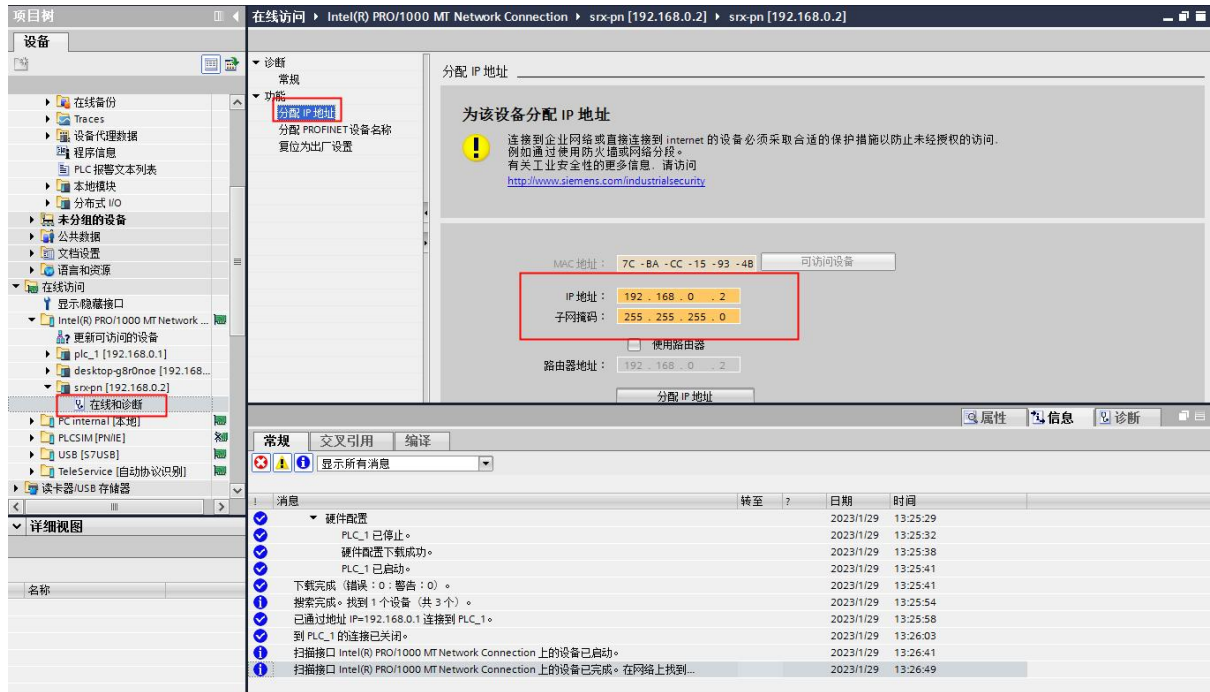 项目树
在线访问 ▸ Intel(R) PRO/1000 MT Network Connection ▸ srx-pn [192.168.0.2] ▸ srx-pn [192.168.0.2]
设备
在线备份
Traces
设备代理数据
程序信息
PLC 报警文本列表
本地模块
分布式 I/O
未分组的设备
公共数据
文档设置
语言和资源
在线访问
显示/隐藏接口
Intel(R) PRO/1000 MT Network ...
更新可访问的设备
plc_1 [192.168.0.1]
desktop-g8r0noe [192.168...
srx-pn [192.168.0.2]
在线和诊断
PC internal [本地]
PLCSIM [PN/IE]
USB [S7USB]
TeleService [自动协议识别]
读卡器/USB 存储器
详细视图
名称
诊断
常规
功能
分配 IP 地址
分配 PROFINET 设备名称
复位为出厂设置
分配 IP 地址
为该设备分配 IP 地址
连接到企业网络或直接连接到 internet 的设备必须采取合适的保护措施以防止未经授权的访问.
例如通过使用防火墙或网络分段。
有关工业安全性的更多信息, 请访问
http://www.siemens.com/industrialsecurity
MAC 地址： 7C -BA -CC -15 -93 -4B 可访问设备
IP 地址： 192 . 168 . 0 . 2
子网掩码： 255 . 255 . 255 . 0
使用路由器
路由器地址： 192 . 168 . 0 . 2
分配 IP 地址
属性 信息 诊断
常规 交叉引用 编译
显示所有消息
! 消息 转至 ? 日期 时间
硬件配置 2023/1/29 13:25:29
PLC_1 已停止。 2023/1/29 13:25:32
硬件配置下载成功。 2023/1/29 13:25:38
PLC_1 已启动。 2023/1/29 13:25:41
下载完成（错误：0：警告：0）。 2023/1/29 13:25:41
搜索完成。找到 1 个设备（共 3 个）。 2023/1/29 13:25:54
已通过地址 IP=192.168.0.1 连接到 PLC_1。 2023/1/29 13:25:58
到 PLC_1 的连接已关闭。 2023/1/29 13:26:03
扫描接口 Intel(R) PRO/1000 MT Network Connection 上的设备已启动。 2023/1/29 13:26:41
扫描接口 Intel(R) PRO/1000 MT Network Connection 上的设备已完成。在网络上找到... 2023/1/29 13:26:49